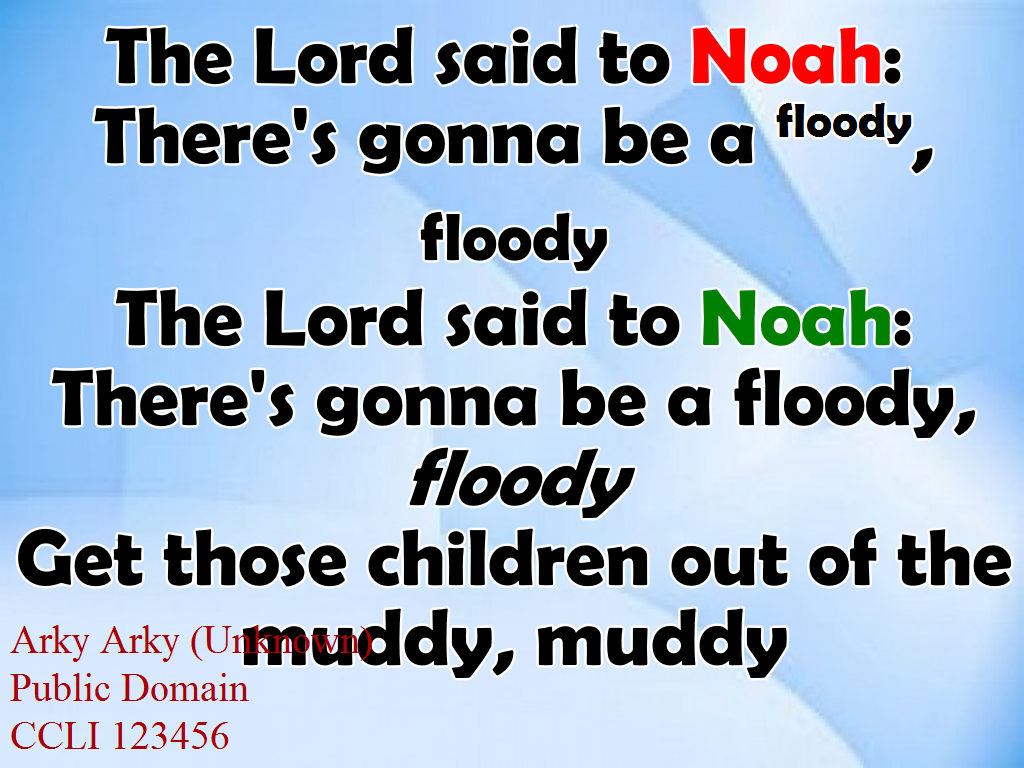 The Lord said to Noah:
There's gonna be a floody,
floody
The Lord said to Noah:
There's gonna be a floody,
floody
Get those children out of the
muddy, muddy
Arky Arky (Unknown)
Public Domain
CCLI 123456